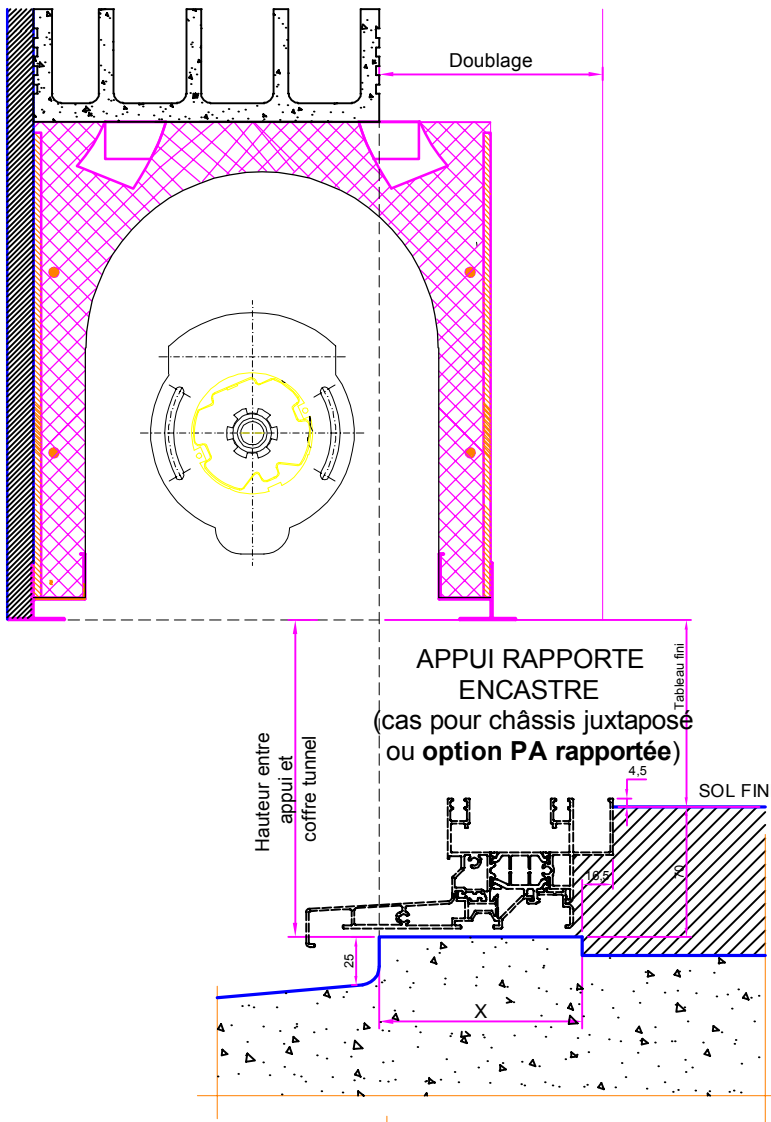 Doublage
APPUI RAPPORTE
ENCASTRE
(cas pour châssis juxtaposé
ou option PA rapportée)
Tableau fini
Hauteur entre
appui et
coffre tunnel
4,5
SOL FIN
16,5
70
25
X